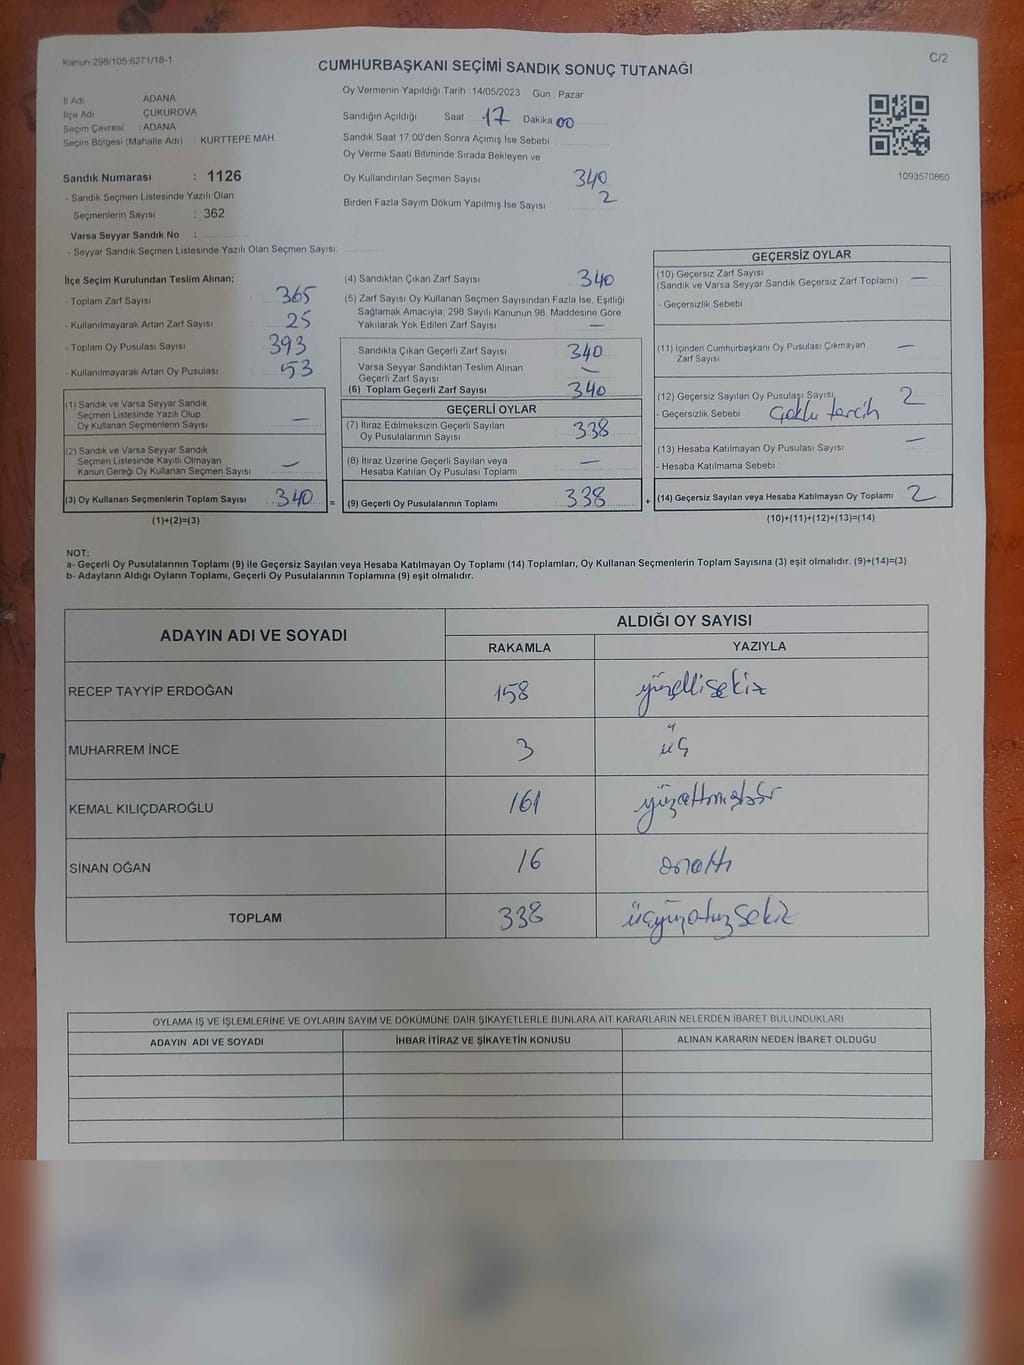 Kanun:298/105,6271/18-1
C/2
CUMHURBAŞKANI SEÇİMİ SANDIK SONUÇ TUTANAĞI
Oy Vermenin Yapıldığı Tarih : 14/05/2023 Gün : Pazar
İl Adı : ADANA
İlçe Adı : ÇUKUROVA
Seçim Çevresi : ADANA
Seçim Bölgesi (Mahalle Adı) : KURTTEPE MAH.
Sandığın Açıldığı Saat 17 Dakika 00
Sandık Saat 17:00'den Sonra Açımış İse Sebebi
Oy Verme Saati Bitiminde Sırada Bekleyen ve
Oy Kullandırılan Seçmen Sayısı 340
Birden Fazla Sayım Döküm Yapılmış İse Sayısı 2
1093570860
Sandık Numarası : 1126
- Sandık Seçmen Listesinde Yazılı Olan
Seçmenlerin Sayısı : 362
Varsa Seyyar Sandık No :
- Seyyar Sandık Seçmen Listesinde Yazılı Olan Seçmen Sayısı:
İlçe Seçim Kurulundan Teslim Alınan;
- Toplam Zarf Sayısı : 365
- Kullanılmayarak Artan Zarf Sayısı : 25
- Toplam Oy Pusulası Sayısı : 393
- Kullanılmayarak Artan Oy Pusulası : 53
(1) Sandık ve Varsa Seyyar Sandık
Seçmen Listesinde Yazılı Olup
Oy Kullanan Seçmenlerin Sayısı : —
(2) Sandık ve Varsa Seyyar Sandık
Seçmen Listesinde Kayıtlı Olmayan
Kanun Gereği Oy Kullanan Seçmen Sayısı : —
(3) Oy Kullanan Seçmenlerin Toplam Sayısı : 340
(1)+(2)=(3)
=
(4) Sandıktan Çıkan Zarf Sayısı 340
(5) Zarf Sayısı Oy Kullanan Seçmen Sayısından Fazla İse, Eşitliği
Sağlamak Amacıyla; 298 Sayılı Kanunun 98. Maddesine Göre
Yakılarak Yok Edilen Zarf Sayısı —
Sandıkta Çıkan Geçerli Zarf Sayısı 340
Varsa Seyyar Sandıktan Teslim Alınan
Geçerli Zarf Sayısı —
(6) Toplam Geçerli Zarf Sayısı 340
GEÇERLİ OYLAR
(7) İtiraz Edilmeksizin Geçerli Sayılan
Oy Pusulalarının Sayısı 338
(8) İtiraz Üzerine Geçerli Sayılan veya
Hesaba Katılan Oy Pusulası Toplamı —
(9) Geçerli Oy Pusulalarının Toplamı 338
+
GEÇERSİZ OYLAR
(10) Geçersiz Zarf Sayısı
(Sandık ve Varsa Seyyar Sandık Geçersiz Zarf Toplamı) : —
- Geçersizlik Sebebi
(11) İçinden Cumhurbaşkanı Oy Pusulası Çıkmayan
Zarf Sayısı —
(12) Geçersiz Sayılan Oy Pusulası Sayısı 2
- Geçersizlik Sebebi Çoklu tercih
(13) Hesaba Katılmayan Oy Pusulası Sayısı —
- Hesaba Katılmama Sebebi
(14) Geçersiz Sayılan veya Hesaba Katılmayan Oy Toplamı 2
(10)+(11)+(12)+(13)=(14)
NOT:
a- Geçerli Oy Pusulalarının Toplamı (9) ile Geçersiz Sayılan veya Hesaba Katılmayan Oy Toplamı (14) Toplamları, Oy Kullanan Seçmenlerin Toplam Sayısına (3) eşit olmalıdır. (9)+(14)=(3)
b- Adayların Aldığı Oyların Toplamı, Geçerli Oy Pusulalarının Toplamına (9) eşit olmalıdır.
ADAYIN ADI VE SOYADI ALDIĞI OY SAYISI
RAKAMLA YAZIYLA
RECEP TAYYİP ERDOĞAN 158 yüzellisekiz
MUHARREM İNCE 3 üç
KEMAL KILIÇDAROĞLU 161 yüzaltmışbir
SİNAN OĞAN 16 onaltı
TOPLAM 338 üçyüzotuzsekiz
OYLAMA İŞ VE İŞLEMLERİNE VE OYLARIN SAYIM VE DÖKÜMÜNE DAİR ŞİKAYETLERLE BUNLARA AİT KARARLARIN NELERDEN İBARET BULUNDUKLARI
ADAYIN ADI VE SOYADI İHBAR İTİRAZ VE ŞİKAYETİN KONUSU ALINAN KARARIN NEDEN İBARET OLDUĞU